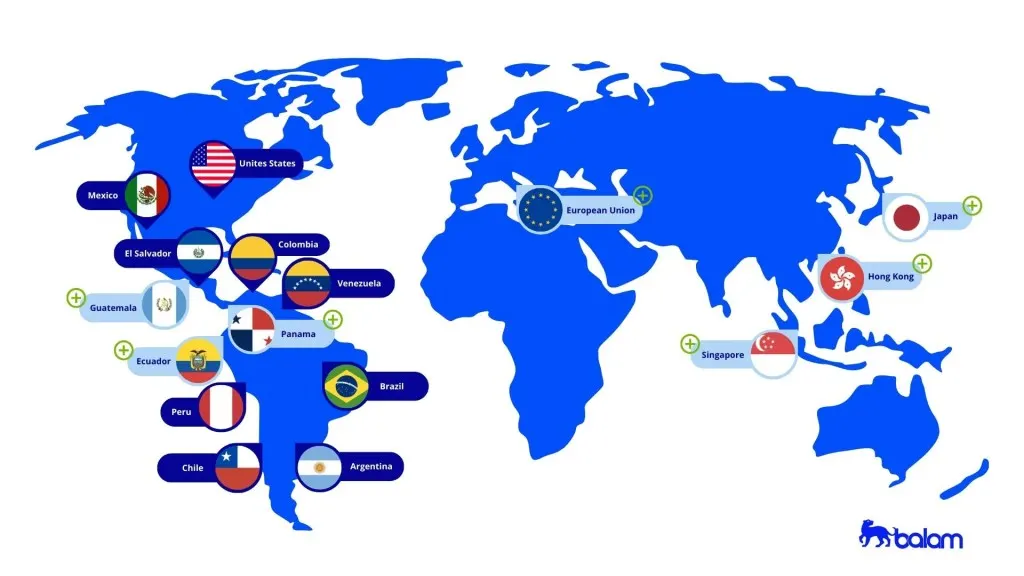 Unites States
Mexico
El Salvador
Colombia
Venezuela
Guatemala
Panama
Ecuador
Brazil
Peru
Chile
Argentina
European Union
Japan
Hong Kong
Singapore
balam